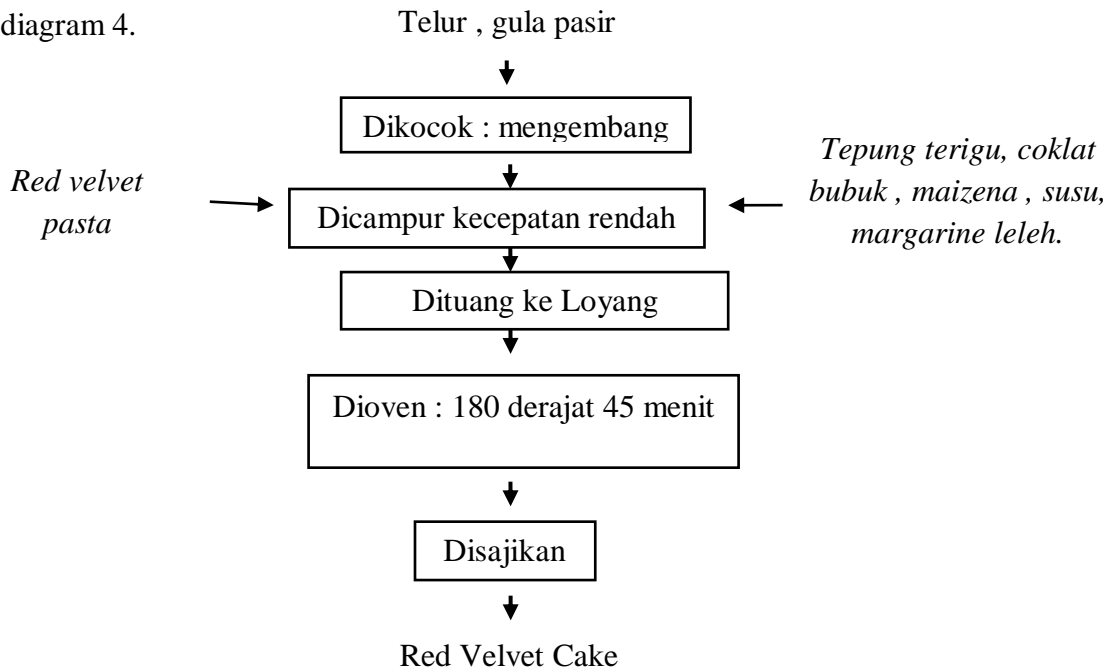 diagram 4.
Telur , gula pasir
Dikocok : mengembang
Red velvet
pasta
Tepung terigu, coklat
bubuk , maizena , susu,
margarine leleh.
Dicampur kecepatan rendah
Dituang ke Loyang
Dioven : 180 derajat 45 menit
Disajikan
Red Velvet Cake